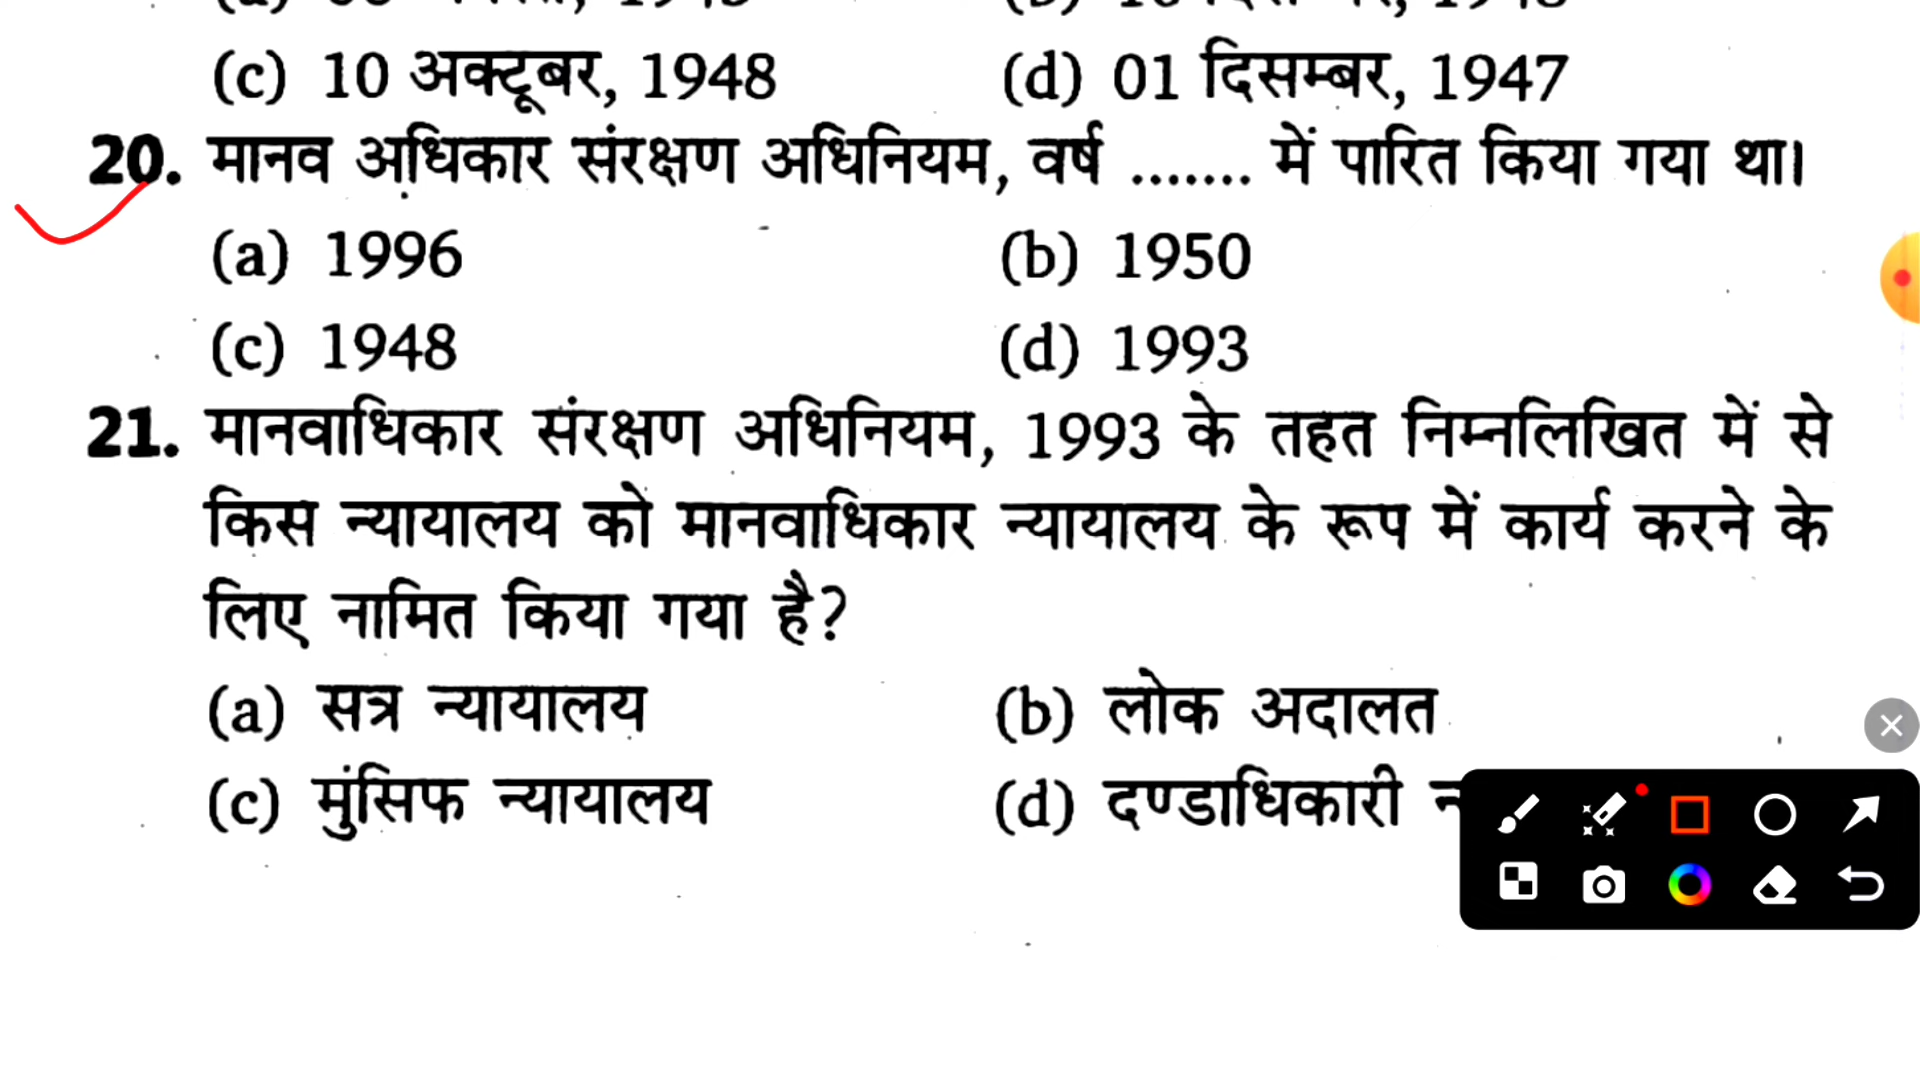 (c) 10 अक्टूबर, 1948 (d) 01 दिसम्बर, 1947
20. मानव अधिकार संरक्षण अधिनियम, वर्ष ....... में पारित किया गया था।
(a) 1996 (b) 1950
(c) 1948 (d) 1993
21. मानवाधिकार संरक्षण अधिनियम, 1993 के तहत निम्नलिखित में से
किस न्यायालय को मानवाधिकार न्यायालय के रूप में कार्य करने के
लिए नामित किया गया है?
(a) सत्र न्यायालय (b) लोक अदालत
(c) मुंसिफ न्यायालय (d) दण्डाधिकारी